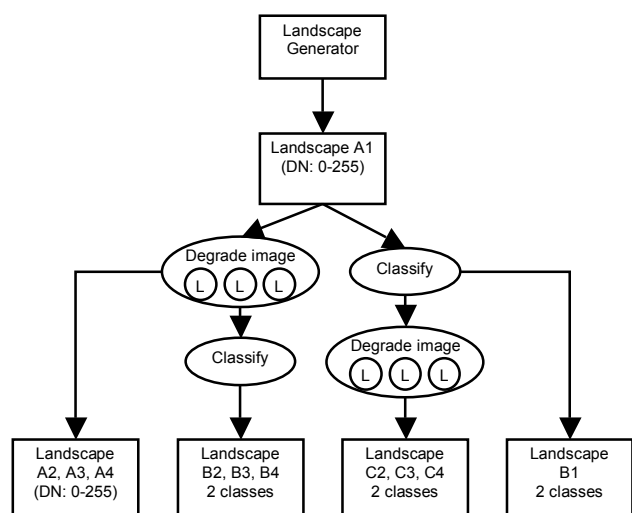 Landscape
Generator
Landscape A1
(DN: 0-255)
Degrade image
L L L
Classify
Classify
Degrade image
L L L
Landscape
A2, A3, A4
(DN: 0-255)
Landscape
B2, B3, B4
2 classes
Landscape
C2, C3, C4
2 classes
Landscape
B1
2 classes